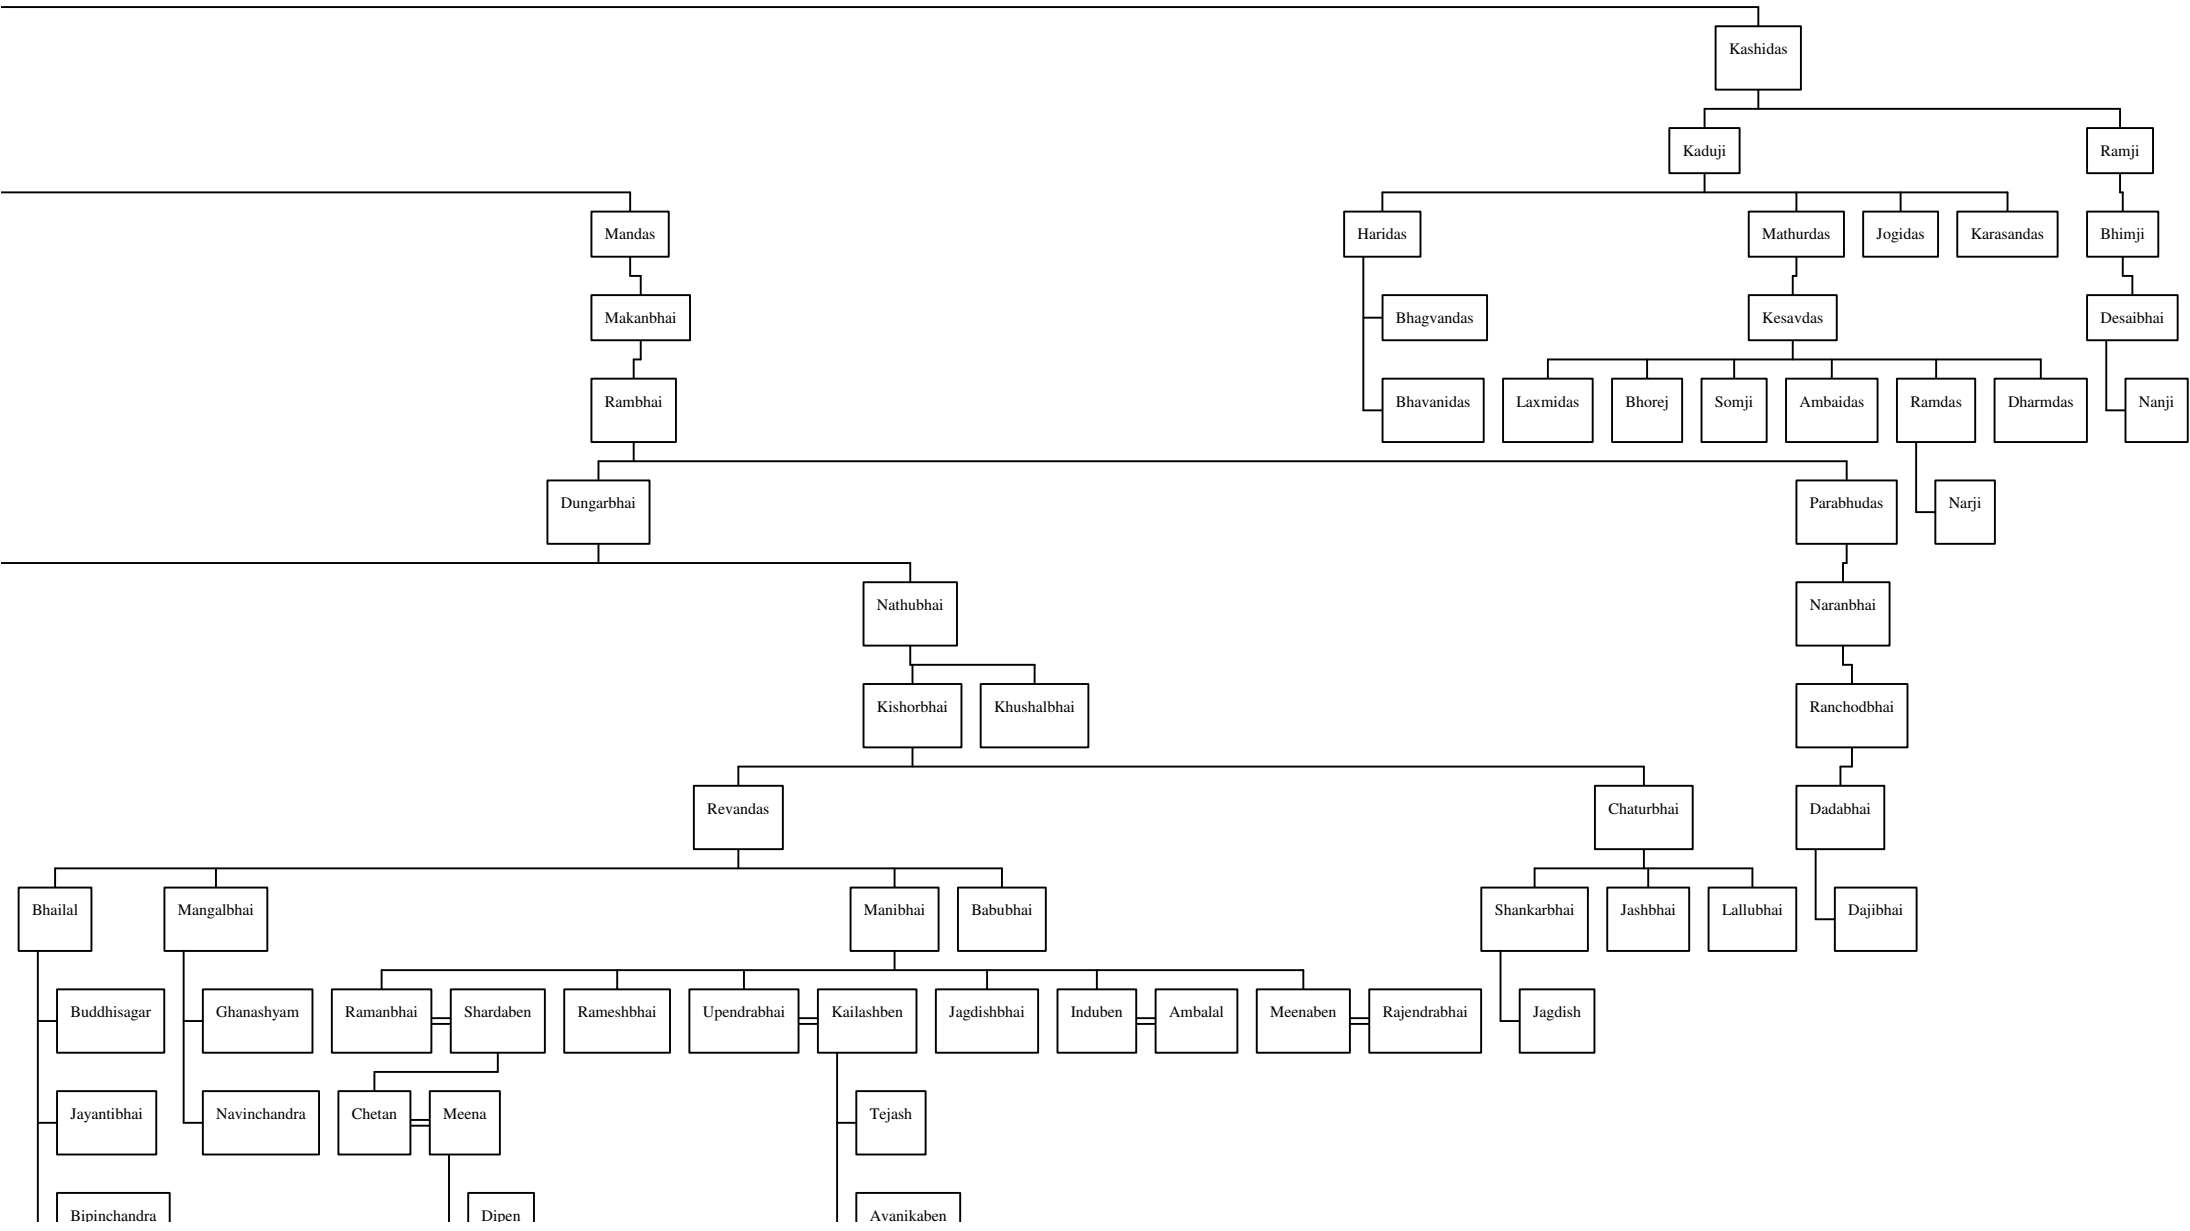 Kashidas
Kaduji
Ramji
Mandas
Haridas
Mathurdas
Jogidas
Karasandas
Bhimji
Makanbhai
Bhagvandas
Kesavdas
Desaibhai
Rambhai
Bhavanidas
Laxmidas
Bhorej
Somji
Ambaidas
Ramdas
Dharmdas
Nanji
Dungarbhai
Parabhudas
Narji
Nathubhai
Naranbhai
Kishorbhai
Khushalbhai
Ranchodbhai
Revandas
Chaturbhai
Dadabhai
Bhailal
Mangalbhai
Manibhai
Babubhai
Shankarbhai
Jashbhai
Lallubhai
Dajibhai
Buddhisagar
Ghanashyam
Ramanbhai
Shardaben
Rameshbhai
Upendrabhai
Kailashben
Jagdishbhai
Induben
Ambalal
Meenaben
Rajendrabhai
Jagdish
Jayantibhai
Navinchandra
Chetan
Meena
Tejash
Bipinchandra
Dipen
Avanikaben